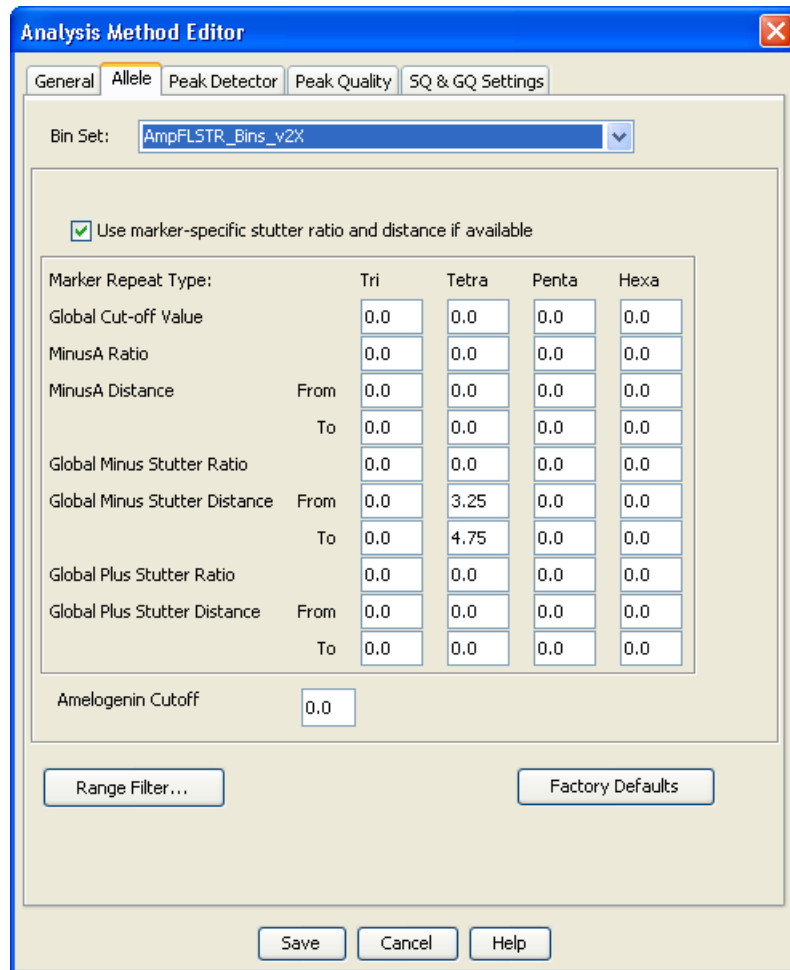 Analysis Method Editor
General Allele Peak Detector Peak Quality SQ & GQ Settings
Bin Set: AmpFLSTR_Bins_v2X
Use marker-specific stutter ratio and distance if available
Marker Repeat Type: Tri Tetra Penta Hexa
Global Cut-off Value 0.0 0.0 0.0 0.0
MinusA Ratio 0.0 0.0 0.0 0.0
MinusA Distance From 0.0 0.0 0.0 0.0
To 0.0 0.0 0.0 0.0
Global Minus Stutter Ratio 0.0 0.0 0.0 0.0
Global Minus Stutter Distance From 0.0 3.25 0.0 0.0
To 0.0 4.75 0.0 0.0
Global Plus Stutter Ratio 0.0 0.0 0.0 0.0
Global Plus Stutter Distance From 0.0 0.0 0.0 0.0
To 0.0 0.0 0.0 0.0
Amelogenin Cutoff 0.0
Range Filter... Factory Defaults
Save Cancel Help